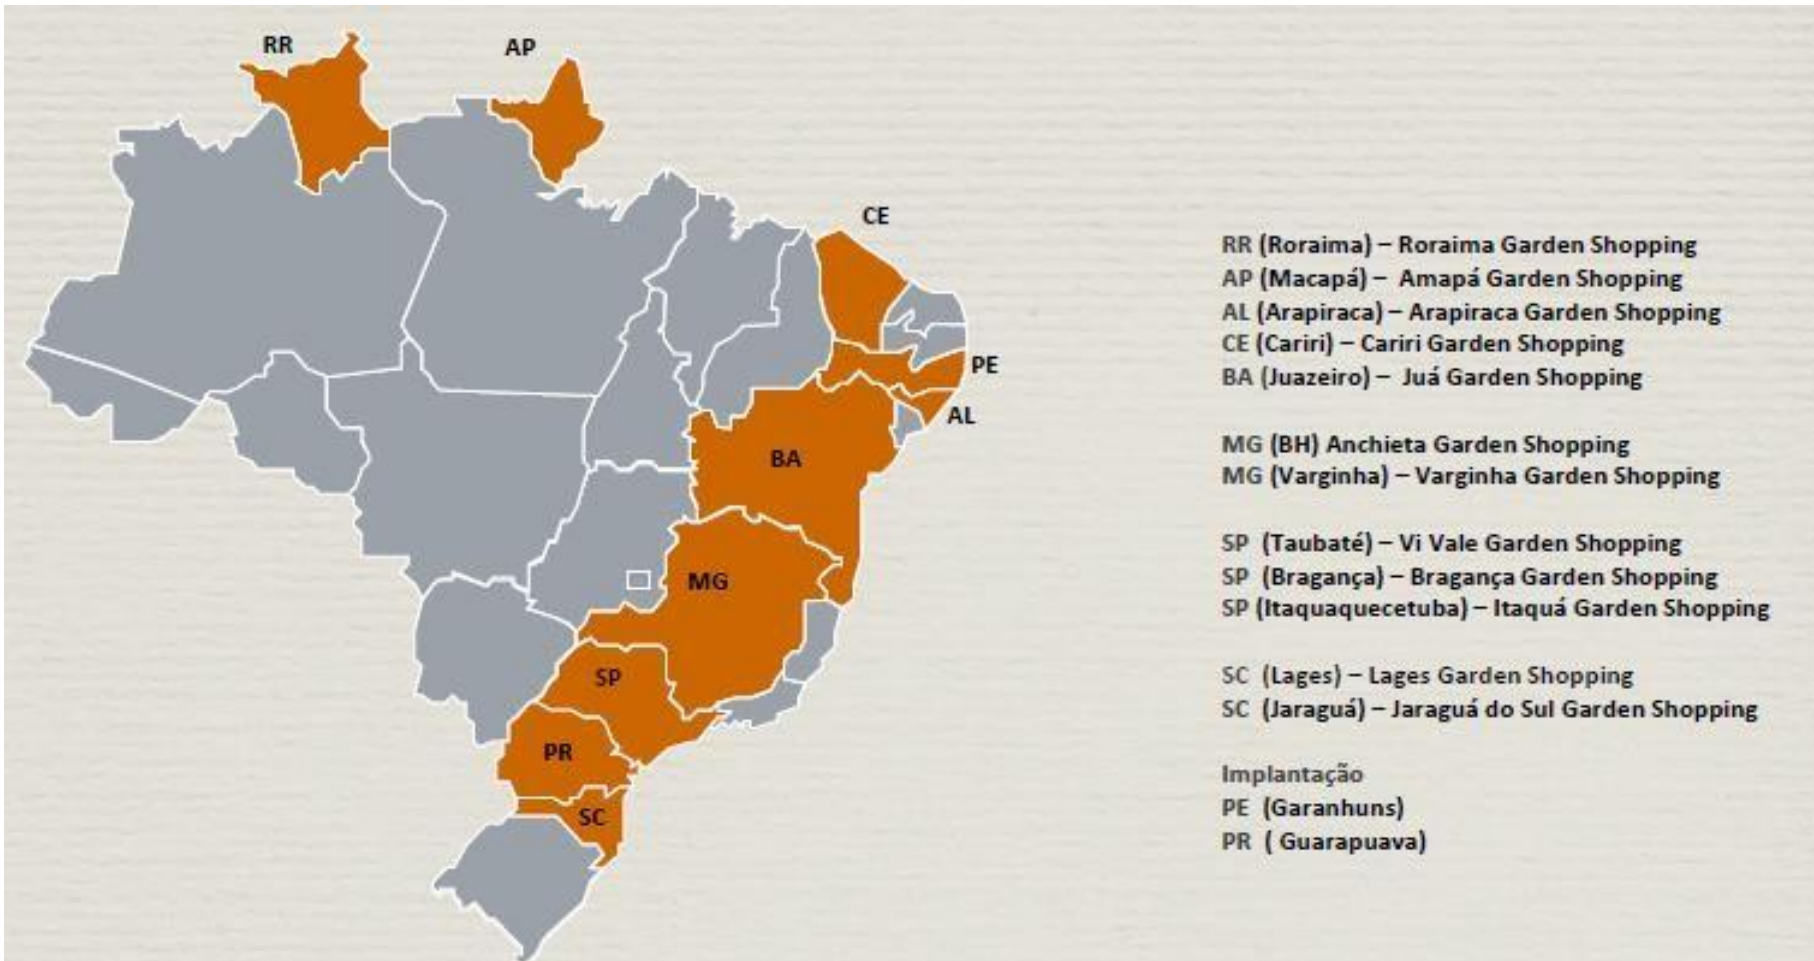 RR
AP
CE
PE
AL
BA
MG
SP
PR
SC
RR (Roraima) – Roraima Garden Shopping
AP (Macapá) – Amapá Garden Shopping
AL (Arapiraca) – Arapiraca Garden Shopping
CE (Cariri) – Cariri Garden Shopping
BA (Juazeiro) – Juá Garden Shopping
MG (BH) Anchieta Garden Shopping
MG (Varginha) – Varginha Garden Shopping
SP (Taubaté) – Vi Vale Garden Shopping
SP (Bragança) – Bragança Garden Shopping
SP (Itaquaquecetuba) – Itaquá Garden Shopping
SC (Lages) – Lages Garden Shopping
SC (Jaraguá) – Jaraguá do Sul Garden Shopping
Implantação
PE (Garanhuns)
PR ( Guarapuava)